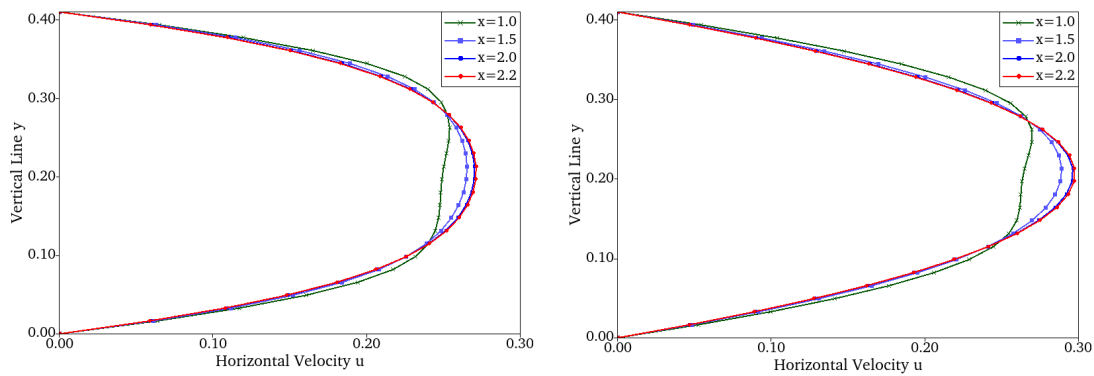 0.40
0.30
0.20
0.10
0.00
Vertical Line y
0.00 0.10 0.20 0.30
Horizontal Velocity u
x=1.0
x=1.5
x=2.0
x=2.2
0.40
0.30
0.20
0.10
0.00
Vertical Line y
0.00 0.10 0.20 0.30
Horizontal Velocity u
x=1.0
x=1.5
x=2.0
x=2.2